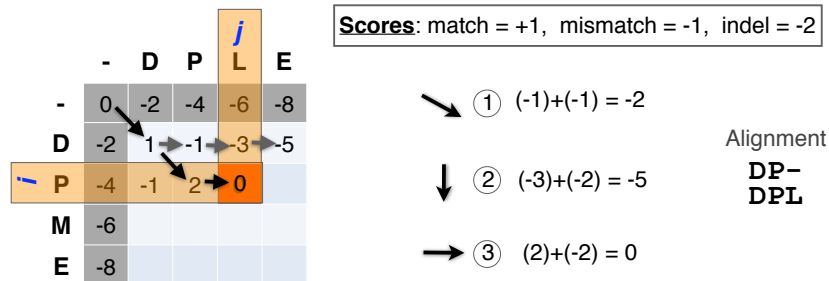 Scores: match = +1, mismatch = -1, indel = -2
j
- D P L E
- 0 -2 -4 -6 -8
D -2 1 -1 -3 -5
i P -4 -1 2 0
M -6
E -8
1 (-1)+(-1) = -2
2 (-3)+(-2) = -5
3 (2)+(-2) = 0
Alignment
DP-
DPL